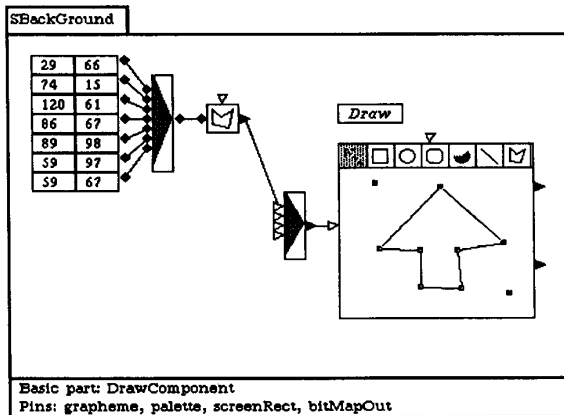 SBackGround
29 66
74 15
120 61
86 67
89 98
59 97
59 67
Draw
Basic part: DrawComponent
Pins: grapheme, palette, screenRect, bitMapOut